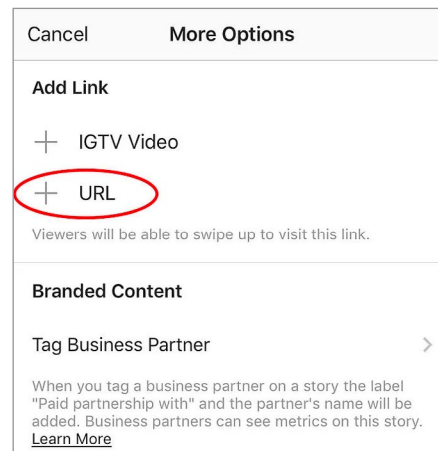 Cancel More Options
Add Link
IGTV Video
URL
Viewers will be able to swipe up to visit this link.
Branded Content
Tag Business Partner
When you tag a business partner on a story the label
"Paid partnership with" and the partner's name will be
added. Business partners can see metrics on this story.
Learn More